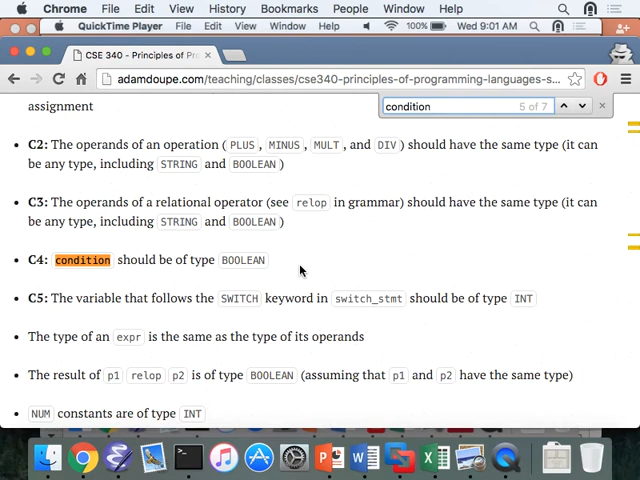 Chrome File Edit View History Bookmarks People Window Help
QuickTime Player File Edit View Window Help 100% Wed 9:01 AM
CSE 340 - Principles of Pro
adamdoupe.com/teaching/classes/cse340-principles-of-programming-languages-s...
condition 5 of 7
assignment
C2: The operands of an operation ( PLUS , MINUS , MULT , and DIV ) should have the same type (it can
be any type, including STRING and BOOLEAN )
C3: The operands of a relational operator (see relop in grammar) should have the same type (it can
be any type, including STRING and BOOLEAN )
C4: condition should be of type BOOLEAN
C5: The variable that follows the SWITCH keyword in switch_stmt should be of type INT
The type of an expr is the same as the type of its operands
The result of p1 relop p2 is of type BOOLEAN (assuming that p1 and p2 have the same type)
NUM constants are of type INT